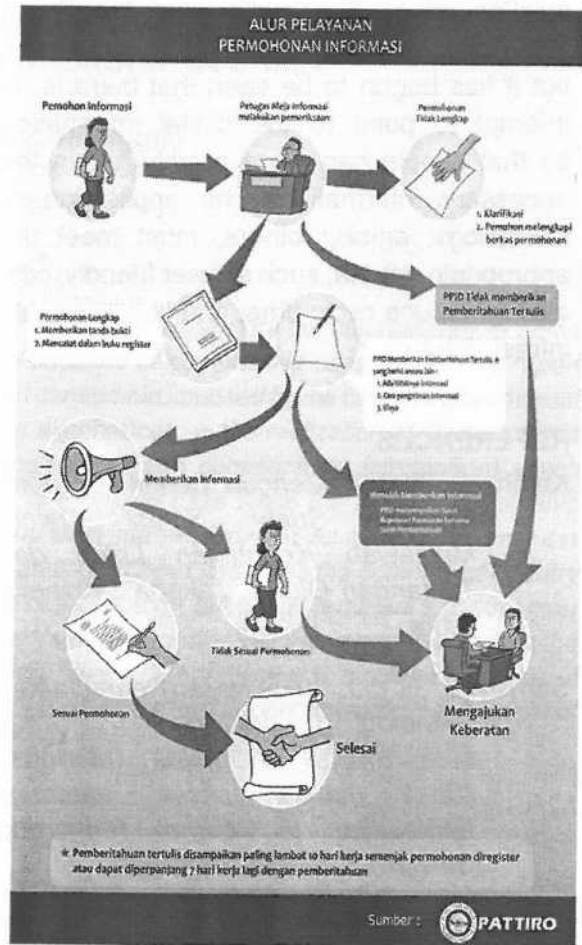 ALUR PELAYANAN
PERMOHONAN INFORMASI
Pemohon Informasi
Petugas Meja Informasi
melakukan pemeriksaan
Permohonan
Tidak Lengkap
1. Klarifikasi
2. Pemohon melengkapi
berkas permohonan
PPID Tidak memberikan
Pemberitahuan Tertulis
Permohonan Lengkap
1. Memberikan tanda bukti
2. Mencatat dalam buku register
PPID Memberikan Pemberitahuan Tertulis
yang berisi antara lain :
1. Ada/tidaknya informasi
2. Cara pengiriman informasi
3. Biaya
Memberikan Informasi
Menolak Memberikan Informasi
PPID menyampaikan Surat
Tidak Sesuai Permohonan
Sesuai Permohonan
Mengajukan
Keberatan
Selesai
* Pemberitahuan tertulis disampaikan paling lambat 10 hari kerja semenjak permohonan diregister
atau dapat diperpanjang 7 hari kerja lagi dengan pemberitahuan
Sumber : PATTIRO